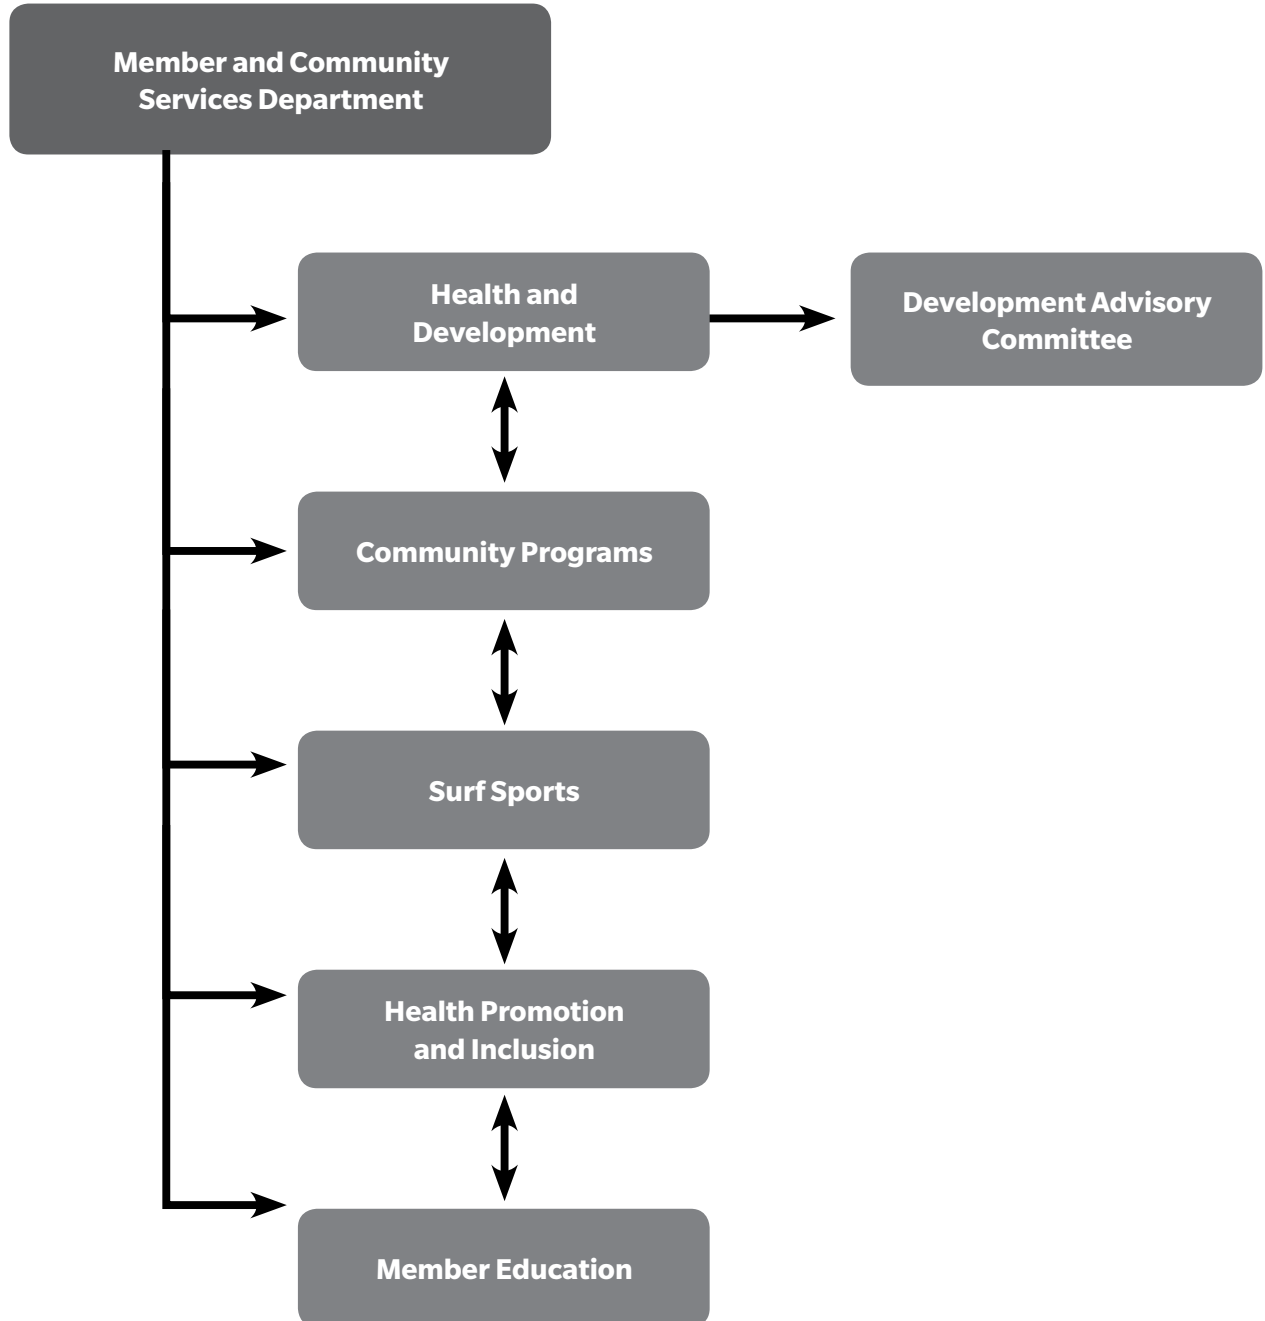 Member and Community
Services Department
Health and
Development
Development Advisory
Committee
Community Programs
Surf Sports
Health Promotion
and Inclusion
Member Education